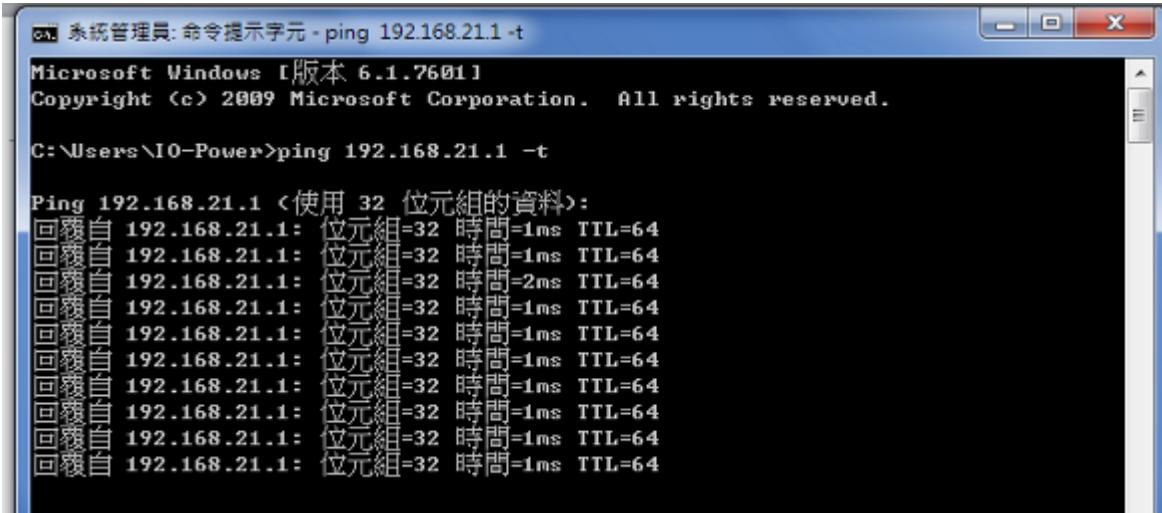 系統管理員: 命令提示字元 - ping 192.168.21.1 -t
Microsoft Windows [版本 6.1.7601]
Copyright (c) 2009 Microsoft Corporation.  All rights reserved.
C:\Users\IO-Power>ping 192.168.21.1 -t
Ping 192.168.21.1 (使用 32 位元組的資料):
回覆自 192.168.21.1: 位元組=32 時間=1ms TTL=64
回覆自 192.168.21.1: 位元組=32 時間=1ms TTL=64
回覆自 192.168.21.1: 位元組=32 時間=2ms TTL=64
回覆自 192.168.21.1: 位元組=32 時間=1ms TTL=64
回覆自 192.168.21.1: 位元組=32 時間=1ms TTL=64
回覆自 192.168.21.1: 位元組=32 時間=1ms TTL=64
回覆自 192.168.21.1: 位元組=32 時間=1ms TTL=64
回覆自 192.168.21.1: 位元組=32 時間=1ms TTL=64
回覆自 192.168.21.1: 位元組=32 時間=1ms TTL=64
回覆自 192.168.21.1: 位元組=32 時間=1ms TTL=64